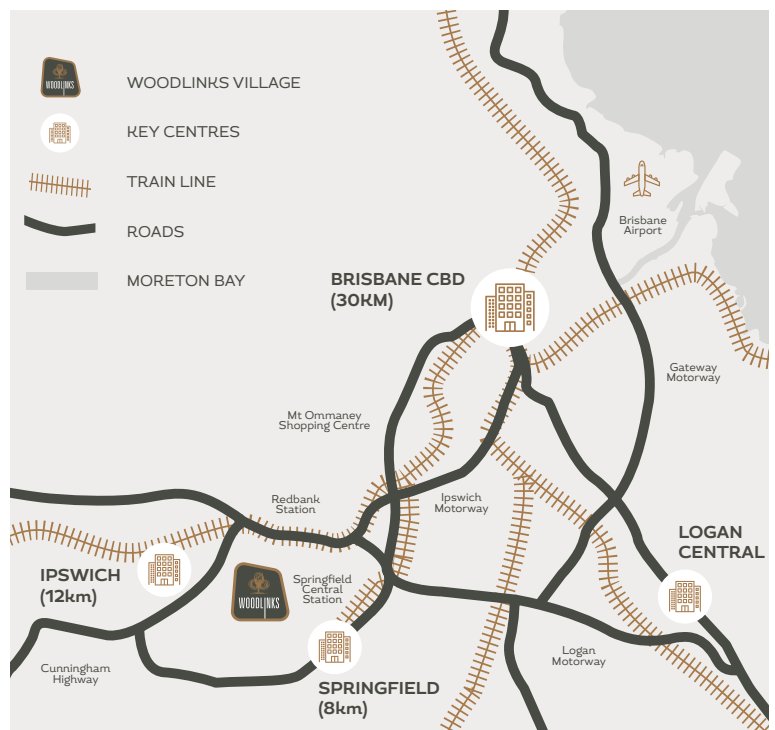 WOODLINKS
WOODLINKS VILLAGE
KEY CENTRES
TRAIN LINE
ROADS
MORETON BAY
Brisbane
Airport
BRISBANE CBD
(30KM)
Gateway
Motorway
Mt Ommaney
Shopping Centre
Redbank
Station
Ipswich
Motorway
LOGAN
CENTRAL
IPSWICH
(12km)
Springfield
Central
Station
WOODLINKS
Logan
Motorway
Cunningham
Highway
SPRINGFIELD
(8km)